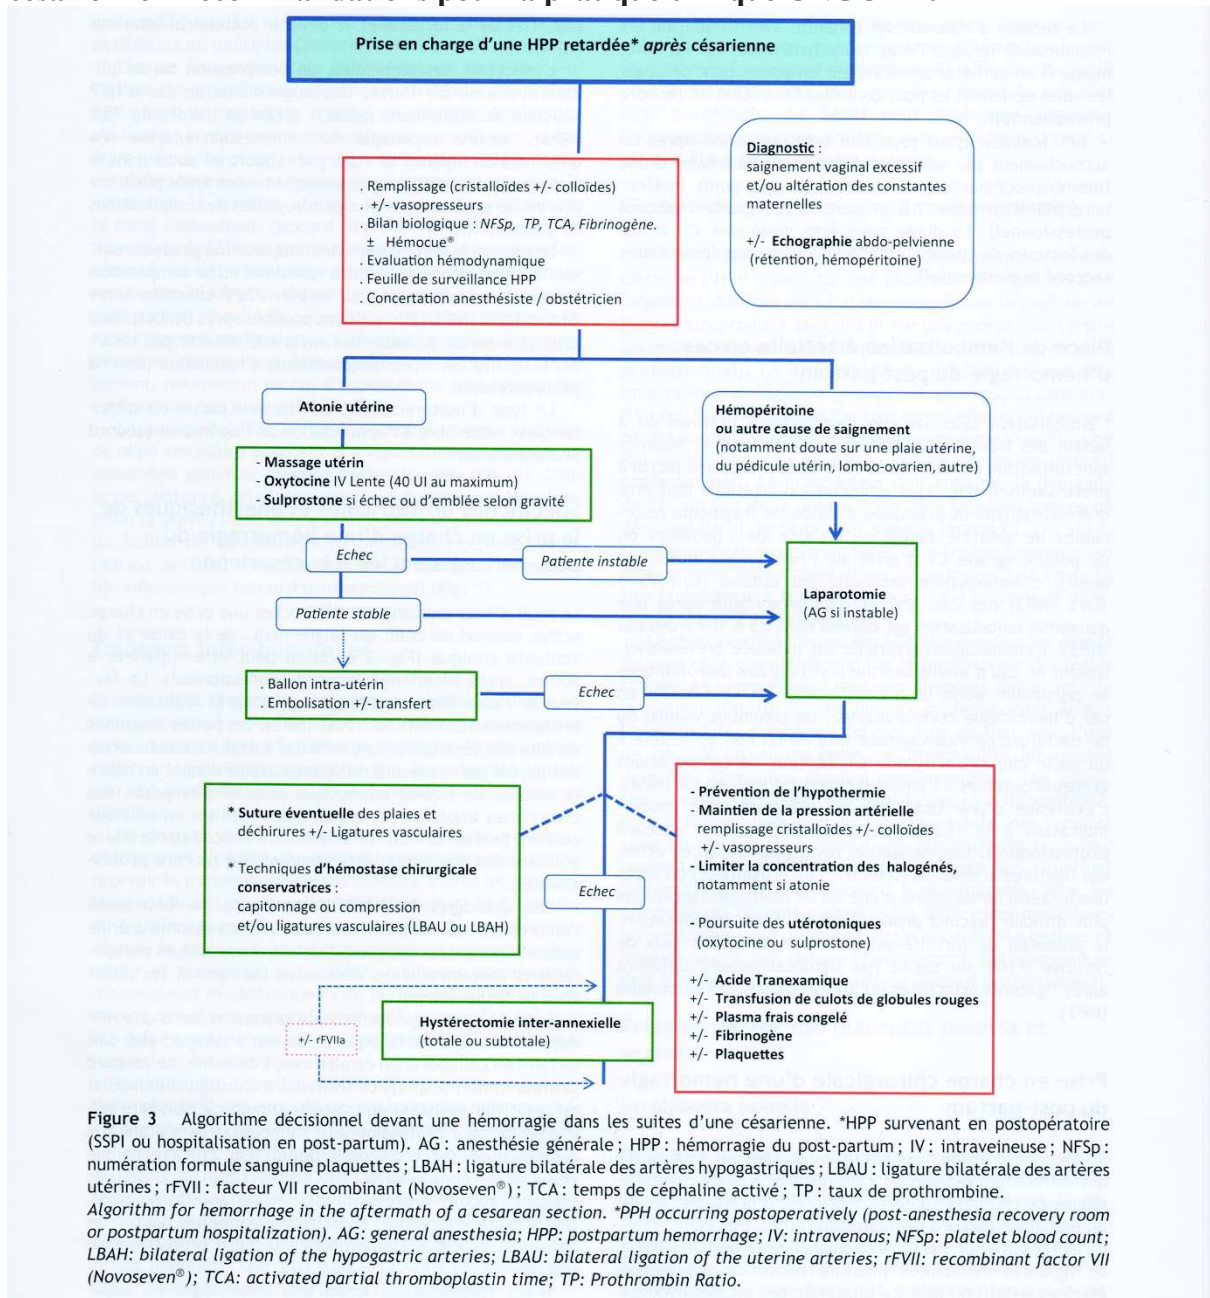 Prise en charge d'une HPP retardée* après césarienne
. Remplissage (cristalloïdes +/- colloïdes)
. +/- vasopresseurs
. Bilan biologique : NFSp, TP, TCA, Fibrinogène.
± Hémocue®
. Evaluation hémodynamique
. Feuille de surveillance HPP
. Concertation anesthésiste / obstétricien
Diagnostic :
saignement vaginal excessif
et/ou altération des constantes
maternelles
+/- Echographie abdo-pelvienne
(rétention, hémopéritoine)
Atonie utérine
- Massage utérin
- Oxytocine IV Lente (40 UI au maximum)
- Sulprostone si échec ou d'emblée selon gravité
Hémopéritoine
ou autre cause de saignement
(notamment doute sur une plaie utérine,
du pédicule utérin, lombo-ovarien, autre)
Echec
Patiente instable
Patiente stable
Laparotomie
(AG si instable)
. Ballon intra-utérin
. Embolisation +/- transfert
Echec
* Suture éventuelle des plaies et
déchirures +/- Ligatures vasculaires
Techniques d'hémostase chirurgicale
conservatrices :
capitonnage ou compression
et/ou ligatures vasculaires (LBAU ou LBAH)
Echec
- Prévention de l'hypothermie
- Maintien de la pression artérielle
remplissage cristalloïdes +/- colloïdes
+/- vasopresseurs
- Limiter la concentration des halogénés,
notamment si atonie
- Poursuite des utérotoniques
(oxytocine ou sulprostone)
+/- Acide Tranexamique
+/- Transfusion de culots de globules rouges
+/- Plasma frais congelé
+/- Fibrinogène
+/- Plaquettes
+/- rFVIIa
Hystérectomie inter-annexielle
(totale ou subtotale)
Figure 3 Algorithme décisionnel devant une hémorragie dans les suites d'une césarienne. *HPP survenant en postopératoire
(SSPI ou hospitalisation en post-partum). AG : anesthésie générale ; HPP : hémorragie du post-partum ; IV : intraveineuse ; NFSp :
numération formule sanguine plaquettes ; LBAH : ligature bilatérale des artères hypogastriques ; LBAU : ligature bilatérale des artères
utérines ; rFVII : facteur VII recombinant (Novoseven®) ; TCA : temps de céphaline activé ; TP : taux de prothrombine.
Algorithm for hemorrhage in the aftermath of a cesarean section. *PPH occurring postoperatively (post-anesthesia recovery room
or postpartum hospitalization). AG: general anesthesia; HPP: postpartum hemorrhage; IV: intravenous; NFSp: platelet blood count;
LBAH: bilateral ligation of the hypogastric arteries; LBAU: bilateral ligation of the uterine arteries; rFVII: recombinant factor VII
(Novoseven®); TCA: activated partial thromboplastin time; TP: Prothrombin Ratio.